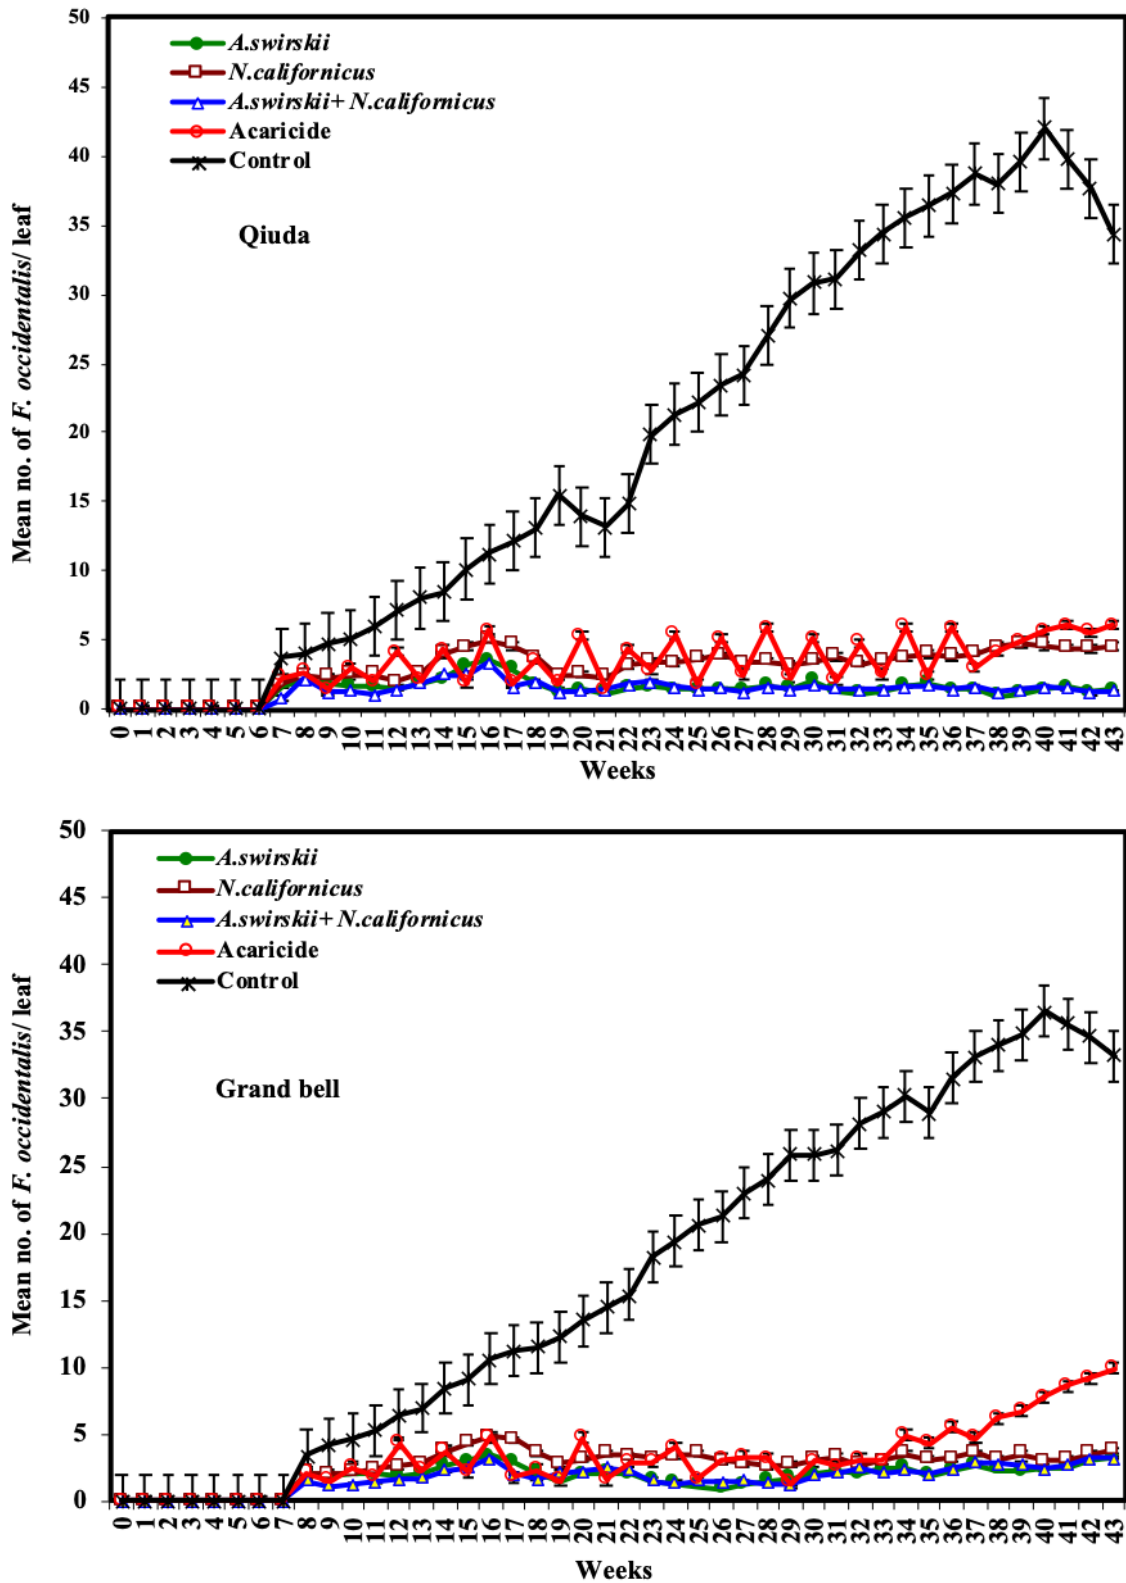 50
45
40
35
30
25
20
15
10
5
0
Mean no. of F. occidentalis/ leaf
A.swirskii
N.californicus
A.swirskii+ N.californicus
Acaricide
Control
Qiuda
0 1 2 3 4 5 6 7 8 9 10 11 12 13 14 15 16 17 18 19 20 21 22 23 24 25 26 27 28 29 30 31 32 33 34 35 36 37 38 39 40 41 42 43
Weeks
50
45
40
35
30
25
20
15
10
5
0
Mean no. of F. occidentalis/ leaf
A.swirskii
N.californicus
A.swirskii+ N.californicus
Acaricide
Control
Grand bell
0 1 2 3 4 5 6 7 8 9 10 11 12 13 14 15 16 17 18 19 20 21 22 23 24 25 26 27 28 29 30 31 32 33 34 35 36 37 38 39 40 41 42 43
Weeks